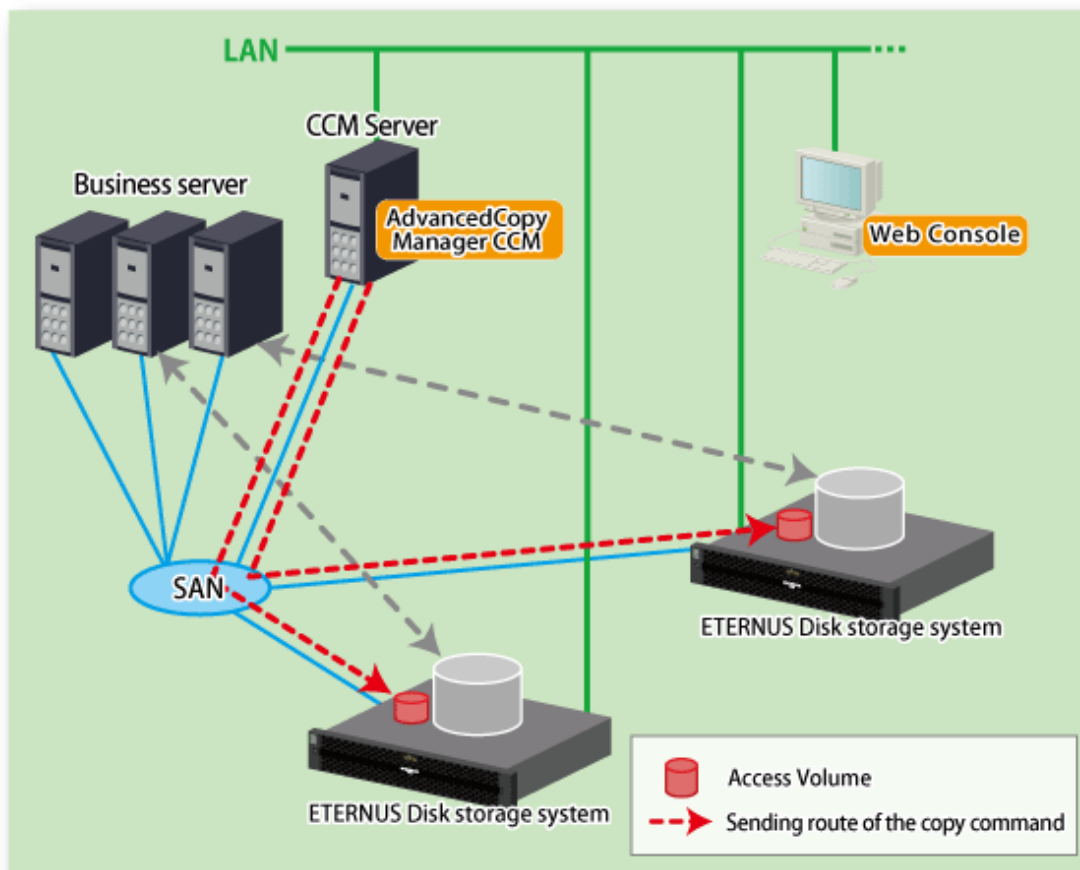 LAN
CCM Server
Business server
AdvancedCopy
Manager CCM
Web Console
SAN
ETERNUS Disk storage system
ETERNUS Disk storage system
Access Volume
Sending route of the copy command